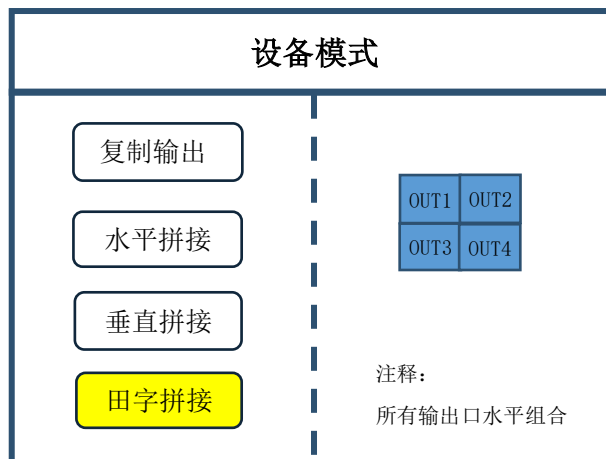 设备模式
复制输出
水平拼接
垂直拼接
田字拼接
OUT1 OUT2
OUT3 OUT4
注释：
所有输出口水平组合